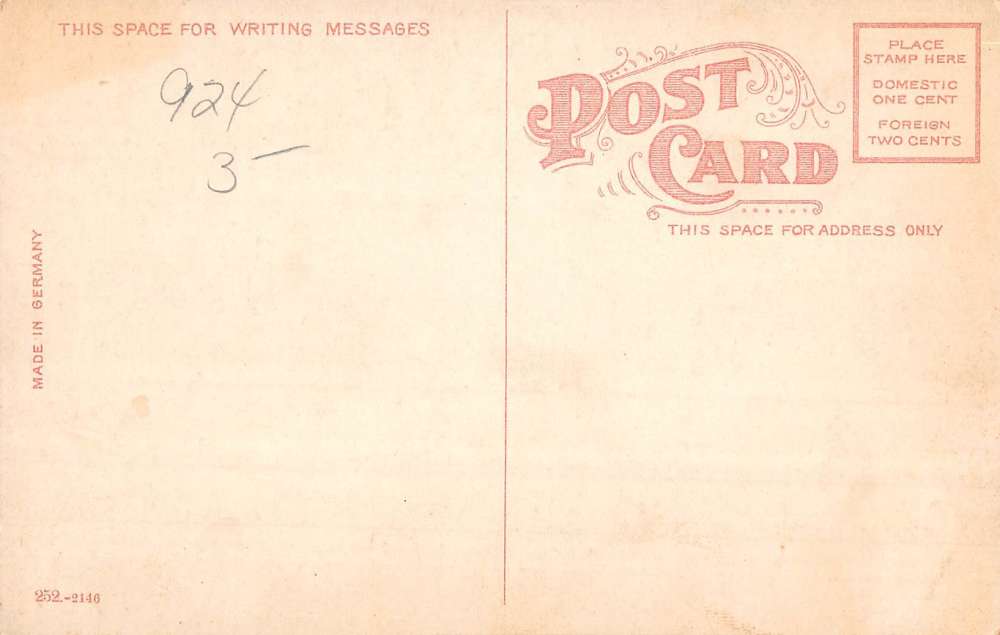 THIS SPACE FOR WRITING MESSAGES
924
3-
MADE IN GERMANY
252.-2146
POST
CARD
THIS SPACE FOR ADDRESS ONLY
PLACE
STAMP HERE
DOMESTIC
ONE CENT
FOREIGN
TWO CENTS